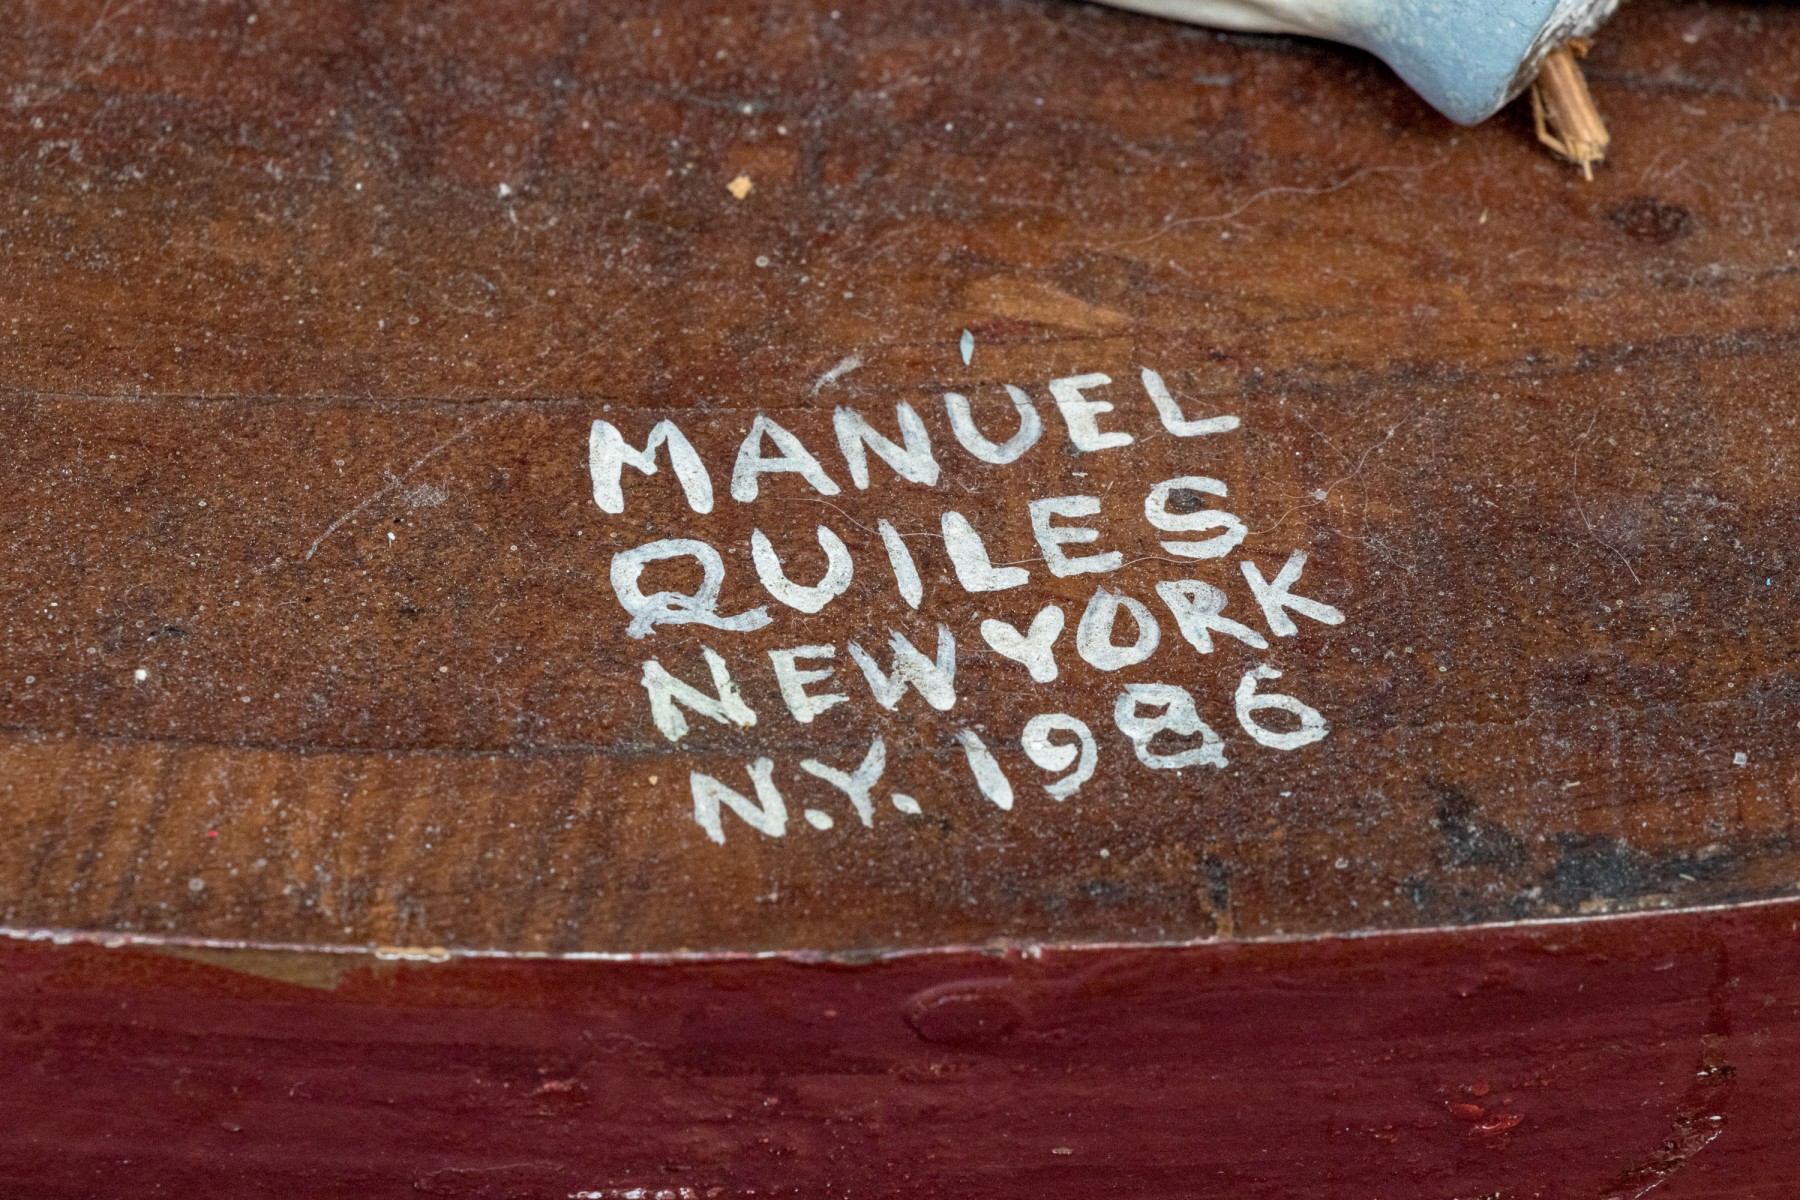 MANUEL
QUILES
NEW YORK
N.Y. 1986